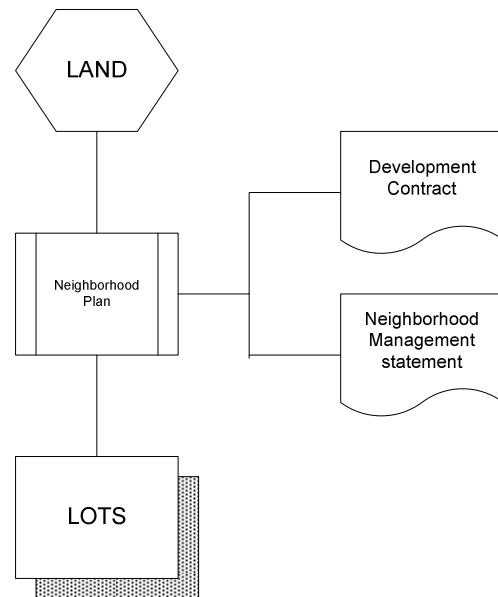 LAND
Development
Contract
Neighborhood
Plan
Neighborhood
Management
statement
LOTS